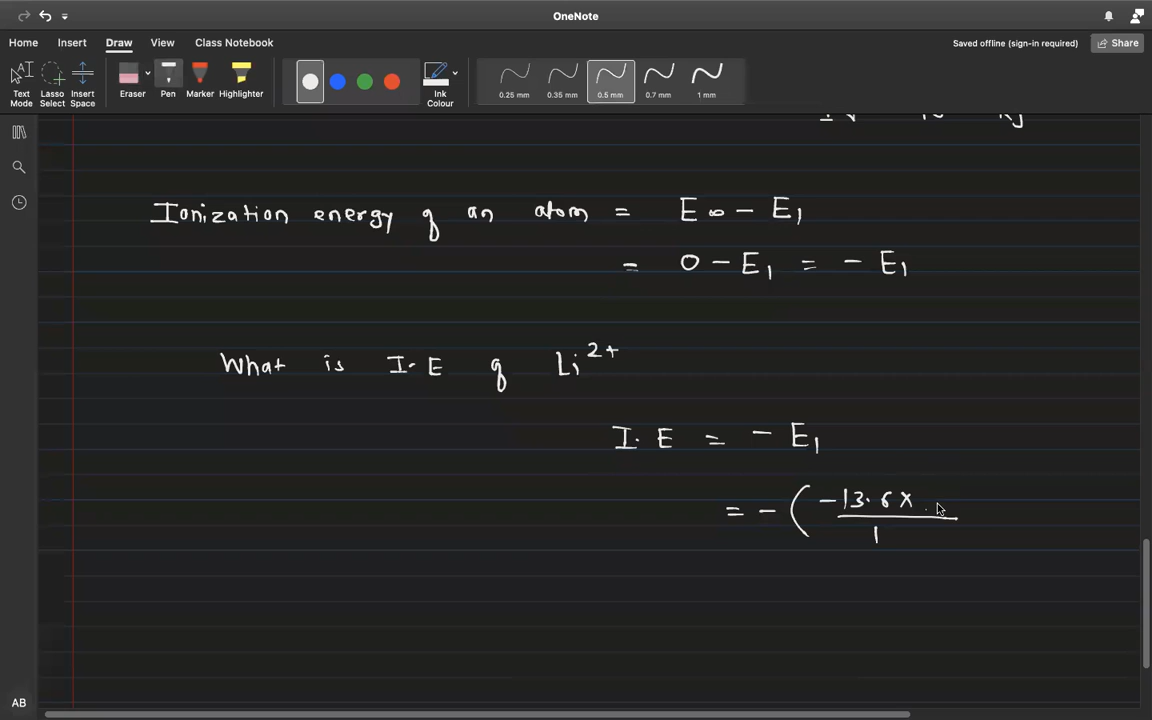 OneNote
Home Insert Draw View Class Notebook
Saved offline (sign-in required) Share
Text Mode Lasso Select Insert Space Eraser Pen Marker Highlighter Ink Colour 0.25 mm 0.35 mm 0.5 mm 0.7 mm 1 mm
Ionization energy of an atom = E∞ - E₁
= 0 - E₁ = - E₁
What is I.E of Li²⁺
I.E = - E₁
= - ( -13.6 x
1
AB